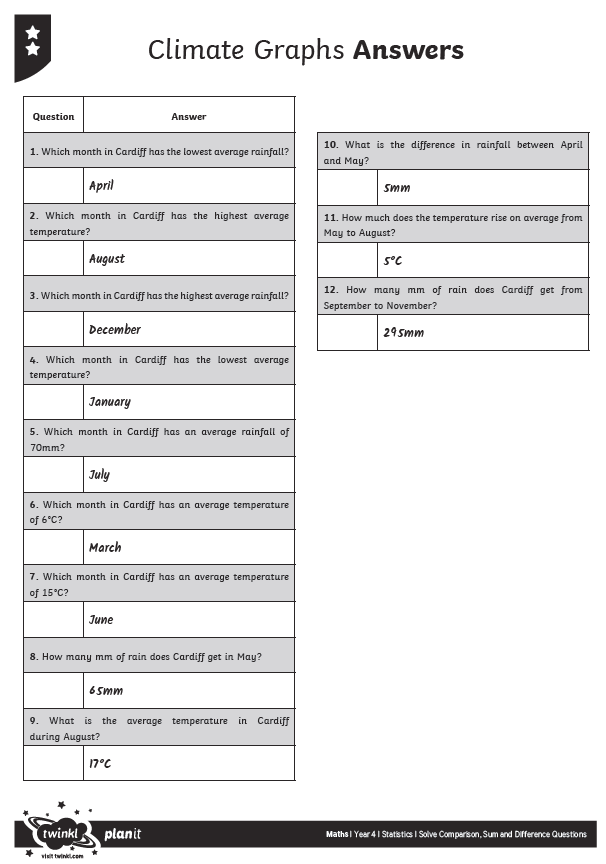 Climate Graphs Answers
Question Answer
1. Which month in Cardiff has the lowest average rainfall?
April
2. Which month in Cardiff has the highest average
temperature?
August
3. Which month in Cardiff has the highest average rainfall?
December
4. Which month in Cardiff has the lowest average
temperature?
January
5. Which month in Cardiff has an average rainfall of
70mm?
July
6. Which month in Cardiff has an average temperature
of 6°C?
March
7. Which month in Cardiff has an average temperature
of 15°C?
June
8. How many mm of rain does Cardiff get in May?
65mm
9. What is the average temperature in Cardiff
during August?
17°C
10. What is the difference in rainfall between April
and May?
5mm
11. How much does the temperature rise on average from
May to August?
5°C
12. How many mm of rain does Cardiff get from
September to November?
295mm
twinkl planit
visit twinkl.com
Maths | Year 4 | Statistics | Solve Comparison, Sum and Difference Questions